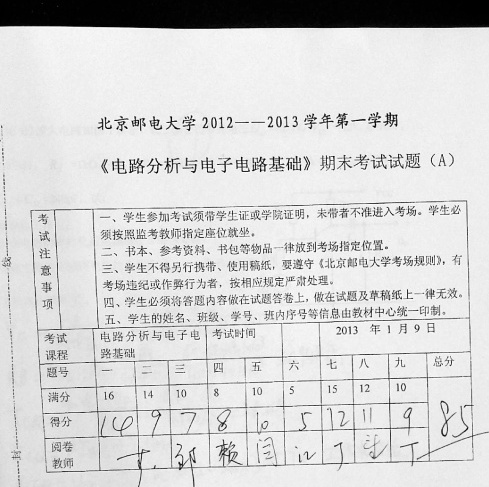 北京邮电大学2012——2013学年第一学期
《电路分析与电子电路基础》期末考试试题（A）
考试注意事项
一、学生参加考试须带学生证或学院证明，未带者不准进入考场。学生必
须按照监考教师指定座位就坐。
二、书本、参考资料、书包等物品一律放到考场指定位置。
三、学生不得另行携带、使用稿纸，要遵守《北京邮电大学考场规则》，有
考场违纪或作弊行为者，按相应规定严肃处理。
四、学生必须将答题内容做在试题答卷上，做在试题及草稿纸上一律无效。
五、学生的姓名、班级、学号、班内序号等信息由教材中心统一印制。
考试课程 电路分析与电子电路基础 考试时间 2013 年 1 月 9 日
题号 一 二 三 四 五 六 七 八 九 总分
满分 16 14 10 8 10 5 15 12 10
得分 9 7 8 10 5 12 11 9 85
阅卷教师 郭 赖 闫 江 丁 丁